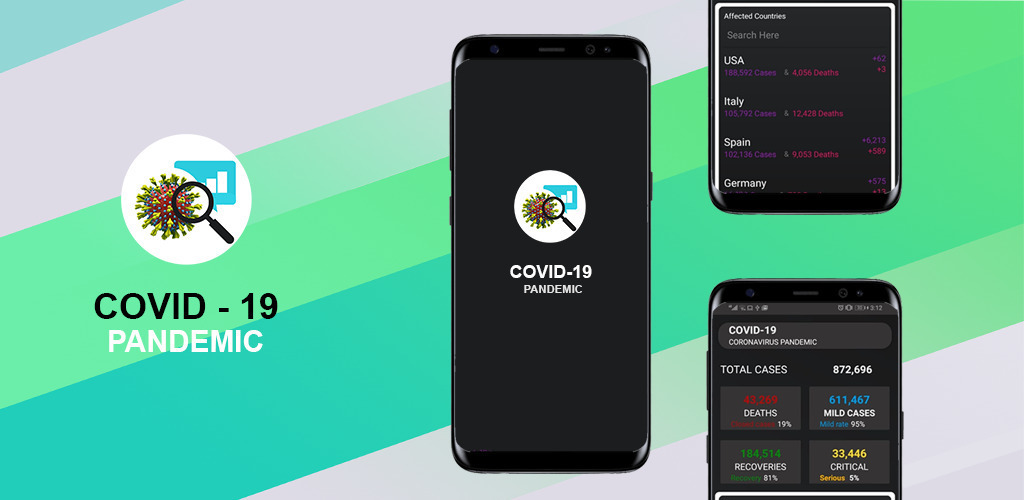 COVID - 19
PANDEMIC
COVID-19
PANDEMIC
Affected Countries
Search Here
USA
+62
188,592 Cases & 4,056 Deaths
+3
Italy
105,792 Cases & 12,428 Deaths
Spain
+6,213
102,136 Cases & 9,053 Deaths
+589
Germany
+575
3:12
COVID-19
CORONAVIRUS PANDEMIC
TOTAL CASES 872,696
43,269
DEATHS
19%
611,467
MILD CASES
Mild rate 95%
184,514
RECOVERIES
Recovery 81%
33,446
CRITICAL
Serious 5%